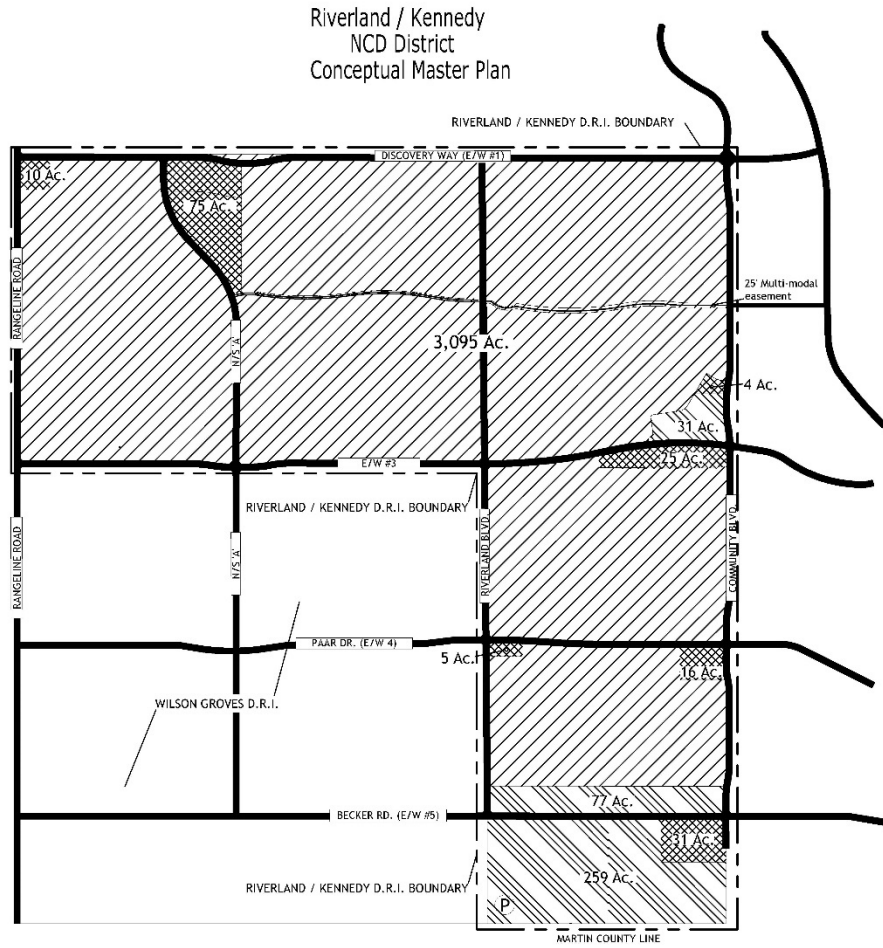 Riverland / Kennedy
NCD District
Conceptual Master Plan
RIVERLAND / KENNEDY D.R.I. BOUNDARY
DISCOVERY WAY (E/W #1)
10 Ac.
75 Ac.
RANGELINE ROAD
25' Multi-modal
easement
N/S 'A'
3,095 Ac.
4 Ac.
31 Ac.
25 Ac.
E/W #3
RIVERLAND / KENNEDY D.R.I. BOUNDARY
RANGELINE ROAD
N/S 'A'
RIVERLAND BLVD.
COMMUNITY BLVD.
PAAR DR. (E/W 4)
5 Ac.
16 Ac.
WILSON GROVES D.R.I.
77 Ac.
BECKER RD. (E/W #5)
31 Ac.
259 Ac.
RIVERLAND / KENNEDY D.R.I. BOUNDARY
P
MARTIN COUNTY LINE